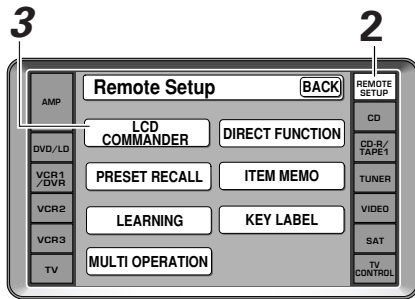 3
2
Remote Setup
BACK
AMP
DVD/LD
VCR1
/DVR
VCR2
VCR3
TV
LCD
COMMANDER
DIRECT FUNCTION
PRESET RECALL
ITEM MEMO
LEARNING
KEY LABEL
MULTI OPERATION
REMOTE
SETUP
CD
CD-R/
TAPE1
TUNER
VIDEO
SAT
TV
CONTROL